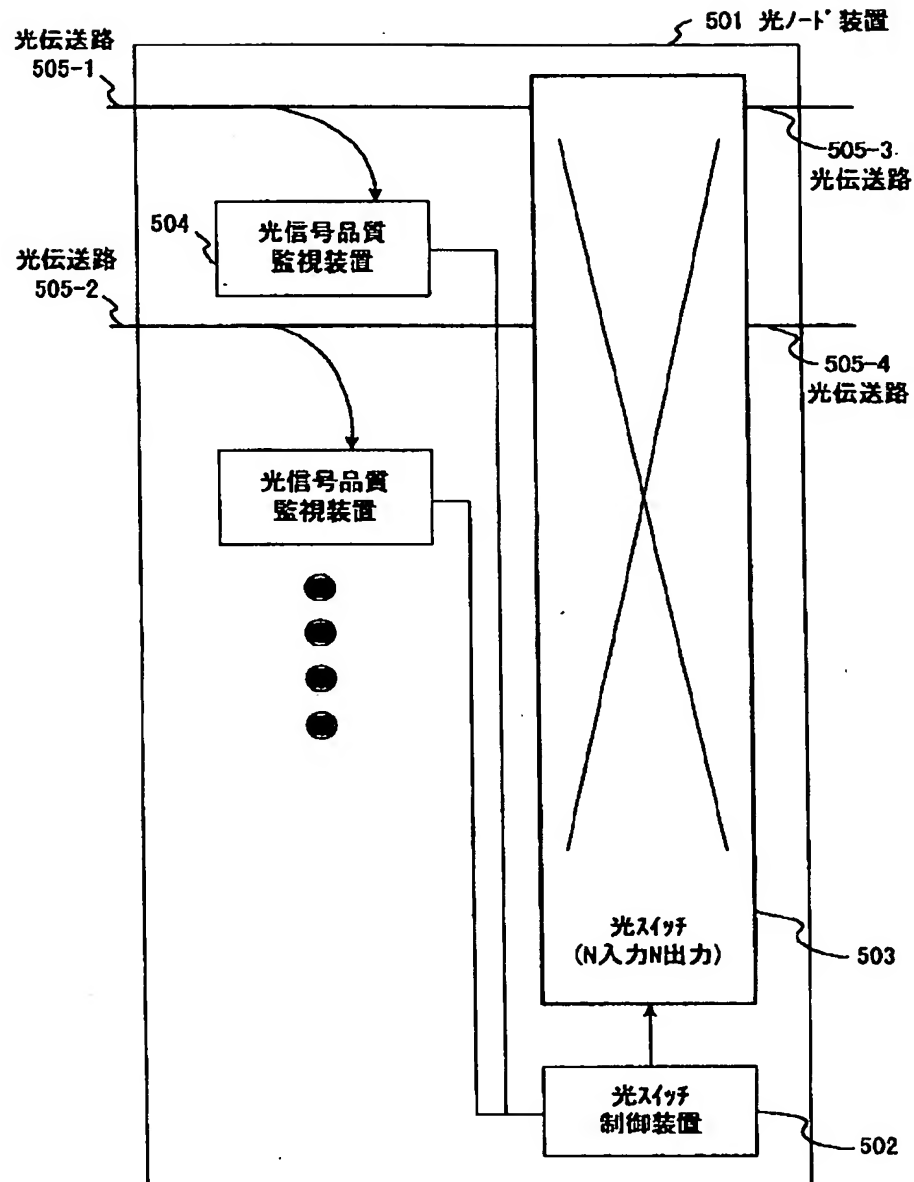 501 光ノード装置
光伝送路
505-1
505-3
光伝送路
504
光信号品質
監視装置
光伝送路
505-2
505-4
光伝送路
光信号品質
監視装置
光スイッチ
(N入力N出力)
503
光スイッチ
制御装置
502